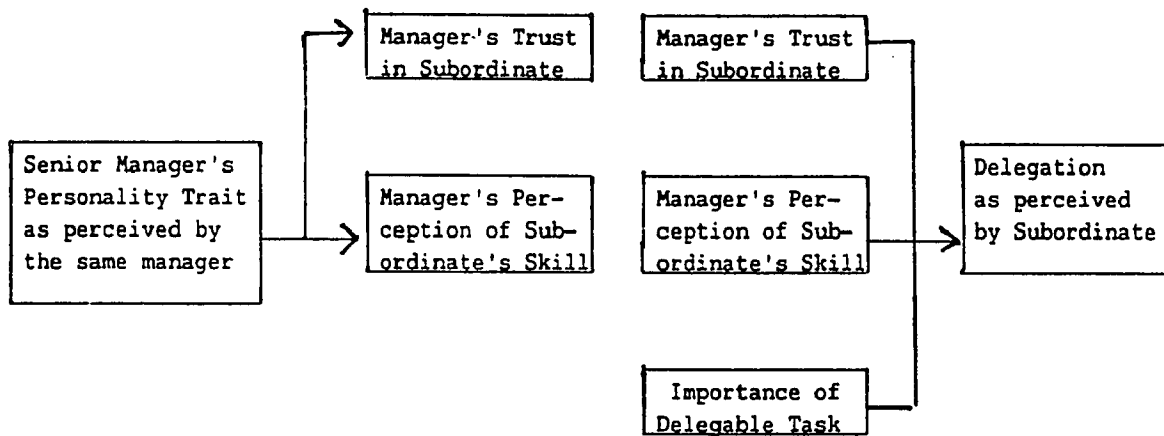 Manager's Trust
in Subordinate
Manager's Trust
in Subordinate
Senior Manager's
Personality Trait
as perceived by
the same manager
Manager's Per-
ception of Sub-
ordinate's Skill
Manager's Per-
ception of Sub-
ordinate's Skill
Delegation
as perceived
by Subordinate
Importance of
Delegable Task